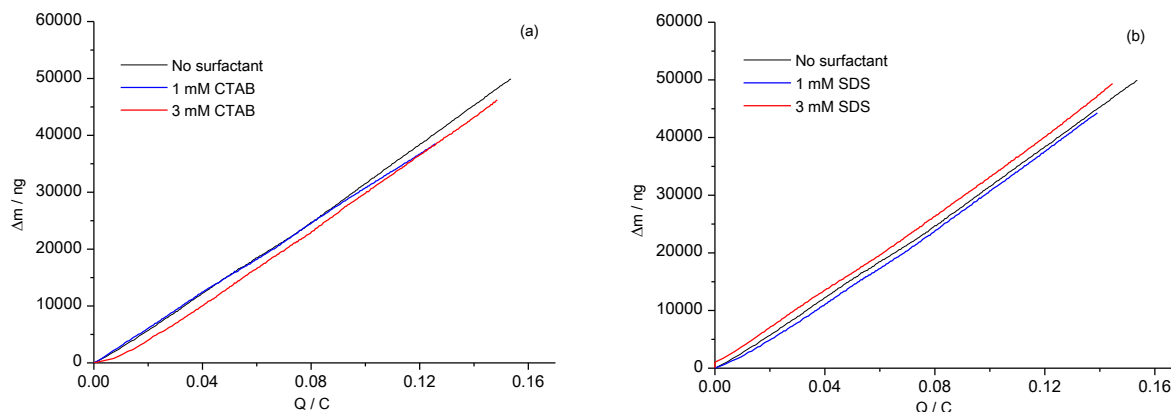 (a)
No surfactant
1 mM CTAB
3 mM CTAB
60000
50000
40000
30000
20000
10000
0
Δm / ng
0.00 0.04 0.08 0.12 0.16
Q / C
(b)
No surfactant
1 mM SDS
3 mM SDS
60000
50000
40000
30000
20000
10000
0
Δm / ng
0.00 0.04 0.08 0.12 0.16
Q / C